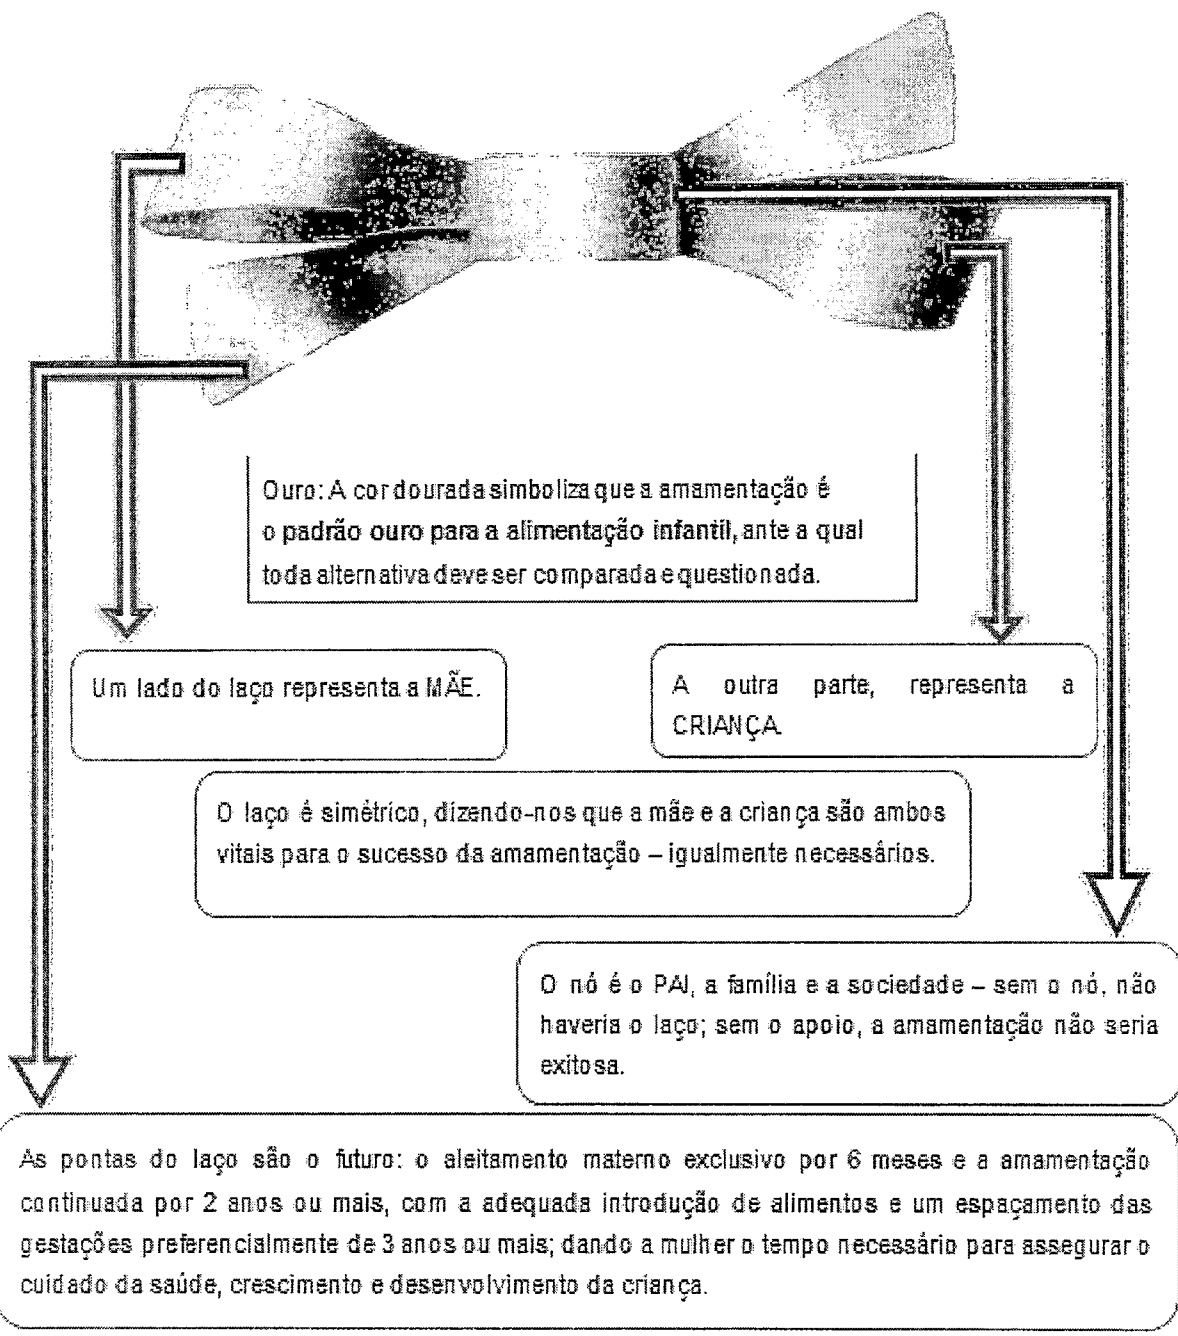 Ouro: A cor dourada simboliza que a amamentação é
o padrão ouro para a alimentação infantil, ante a qual
toda alternativa deve ser comparada e questionada.
Um lado do laço representa a MÃE.
A outra parte, representa a
CRIANÇA.
O laço é simétrico, dizendo-nos que a mãe e a criança são ambos
vitais para o sucesso da amamentação – igualmente necessários.
O nó é o PAI, a família e a sociedade – sem o nó, não
haveria o laço; sem o apoio, a amamentação não seria
exitosa.
As pontas do laço são o futuro: o aleitamento materno exclusivo por 6 meses e a amamentação
continuada por 2 anos ou mais, com a adequada introdução de alimentos e um espaçamento das
gestações preferencialmente de 3 anos ou mais; dando a mulher o tempo necessário para assegurar o
cuidado da saúde, crescimento e desenvolvimento da criança.